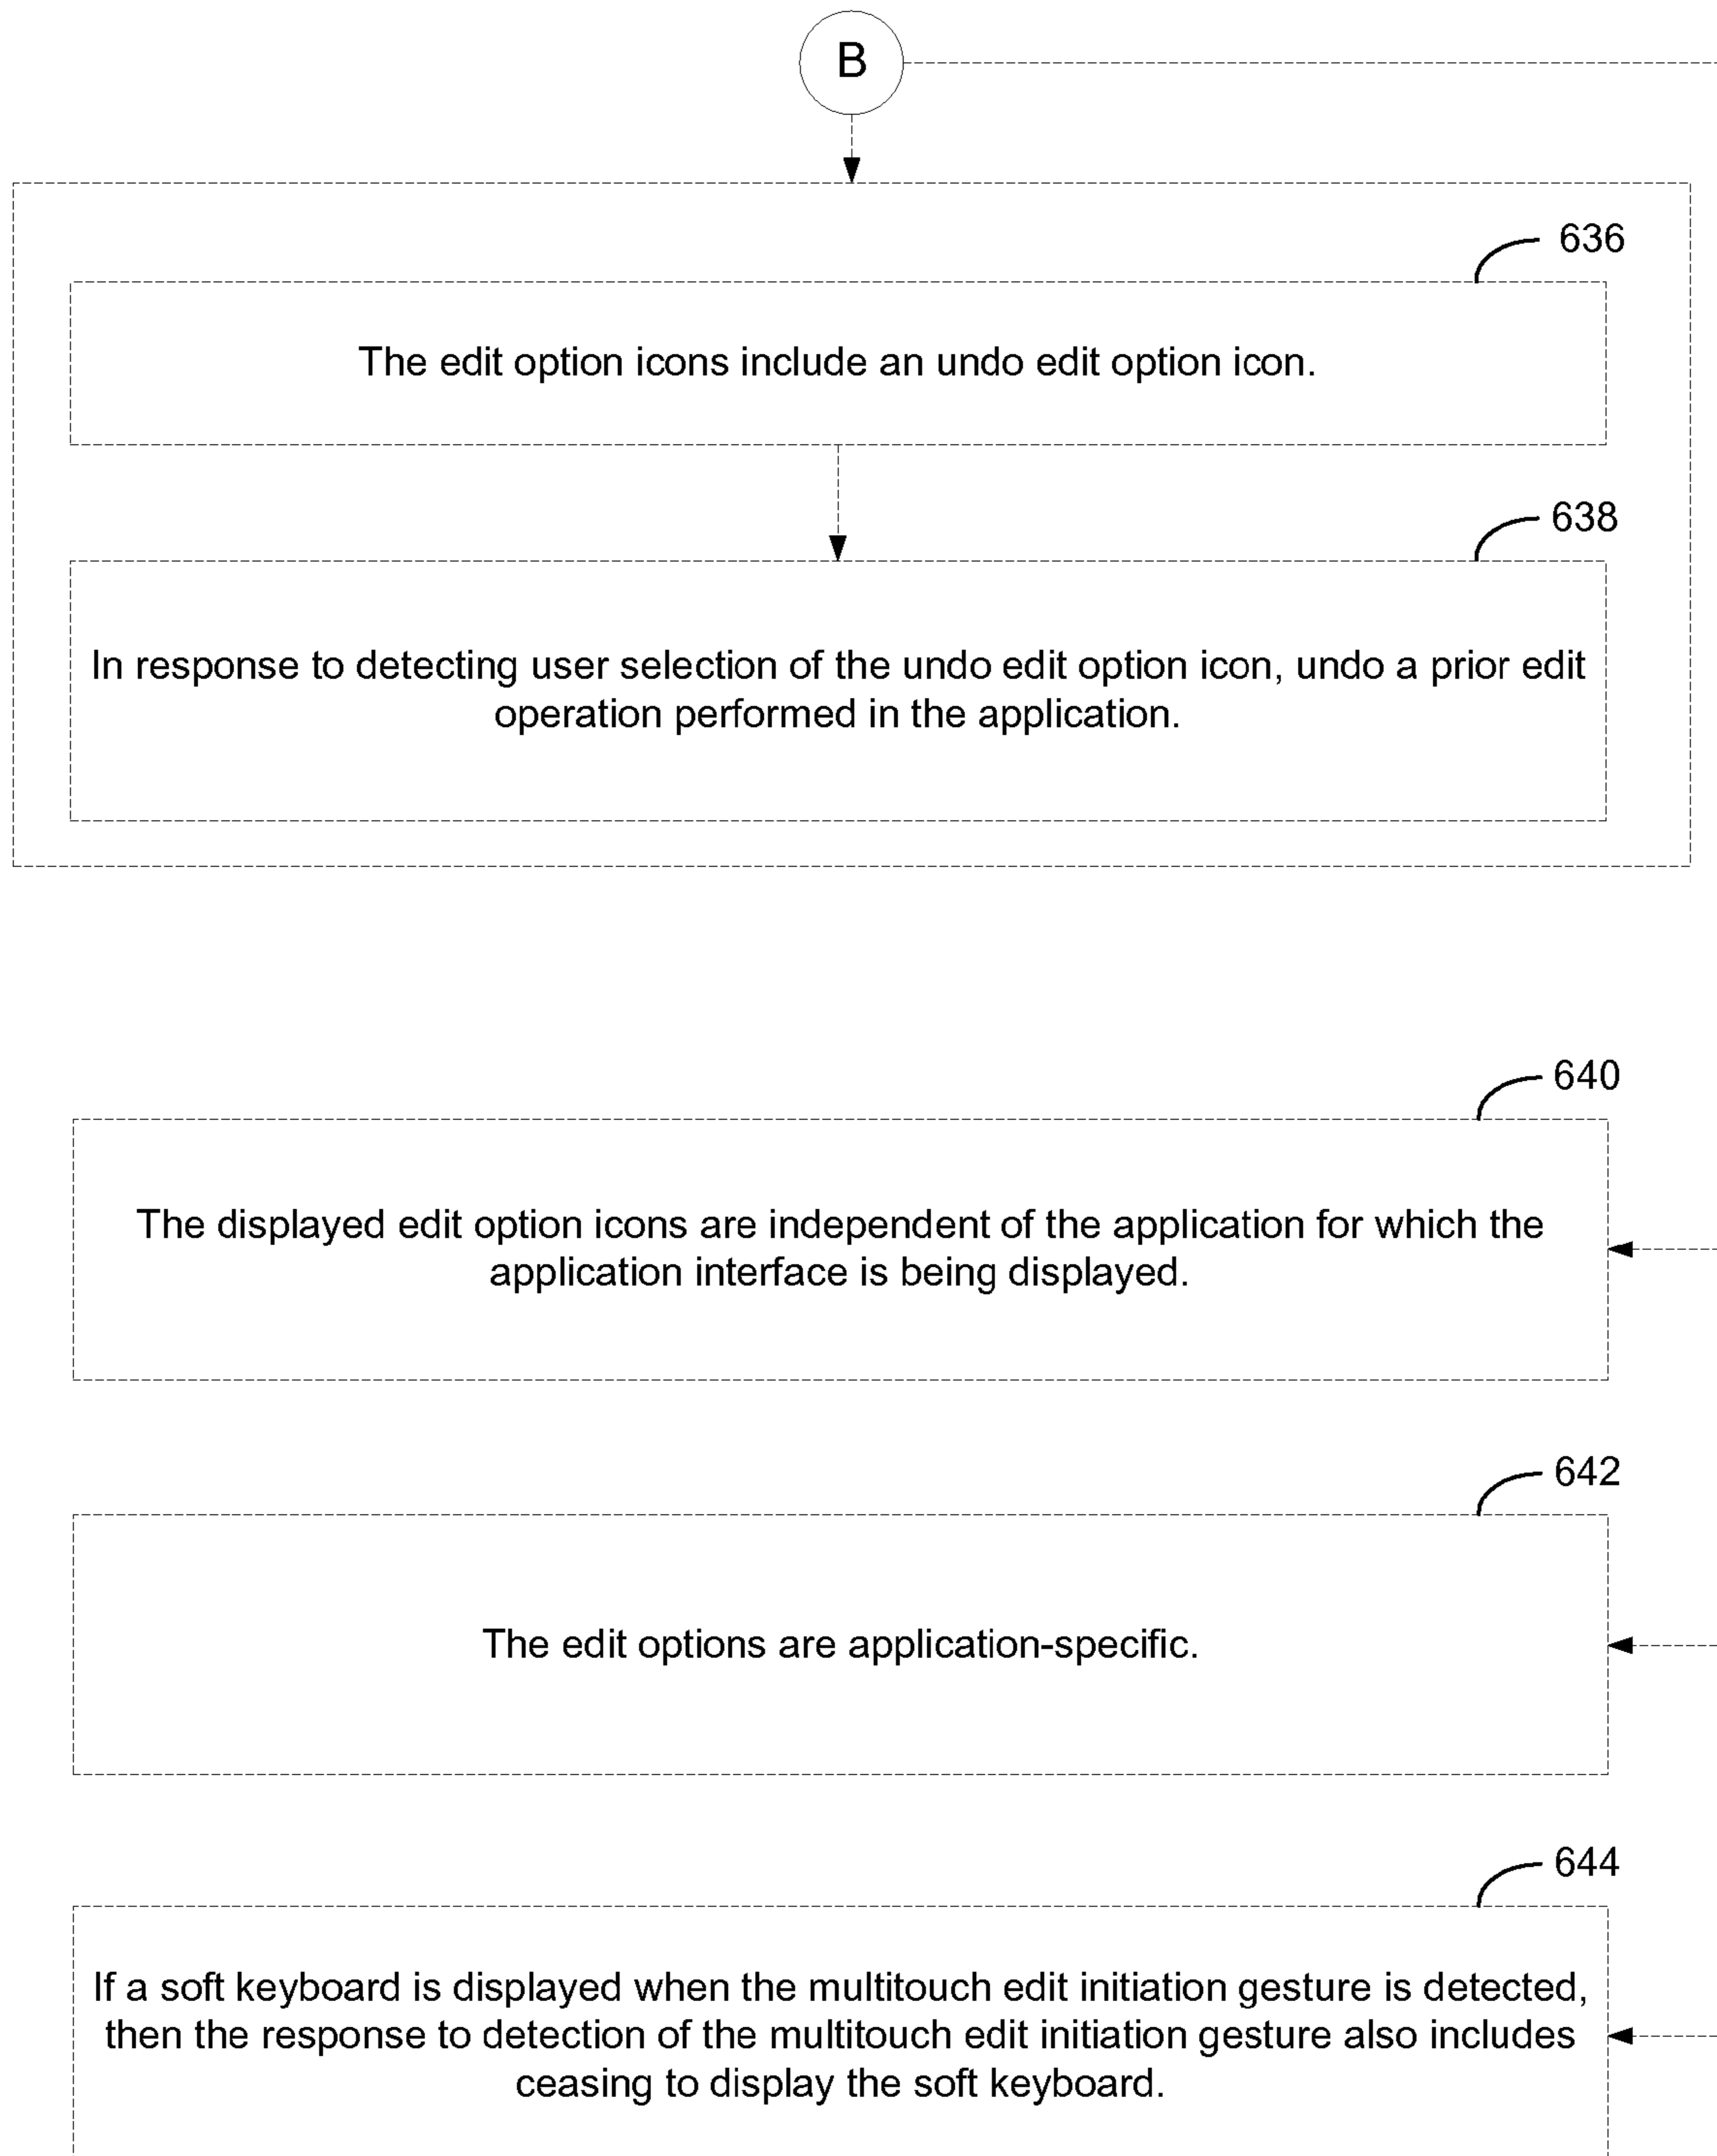 B
636
The edit option icons include an undo edit option icon.
638
In response to detecting user selection of the undo edit option icon, undo a prior edit
operation performed in the application.
640
The displayed edit option icons are independent of the application for which the
application interface is being displayed.
642
The edit options are application-specific.
644
If a soft keyboard is displayed when the multitouch edit initiation gesture is detected,
then the response to detection of the multitouch edit initiation gesture also includes
ceasing to display the soft keyboard.